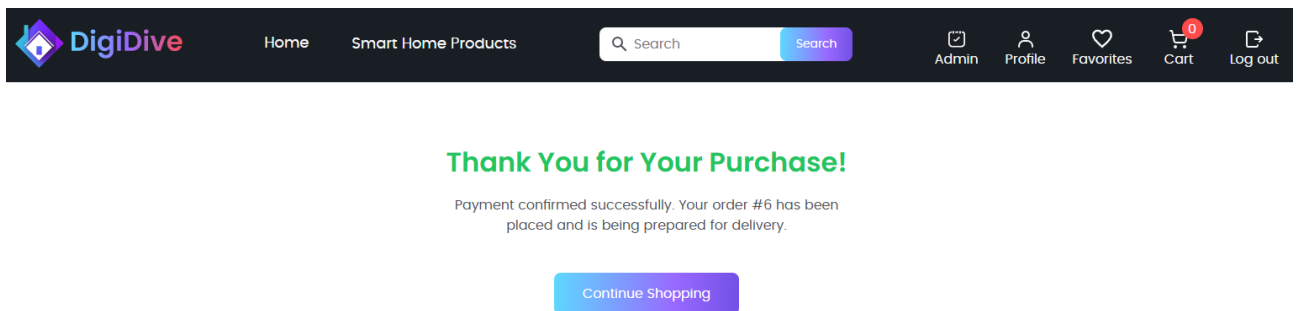 DigiDive
Home
Smart Home Products
Search
Search
0
Admin
Profile
Favorites
Cart
Log out
Thank You for Your Purchase!
Payment confirmed successfully. Your order #6 has been
placed and is being prepared for delivery.
Continue Shopping